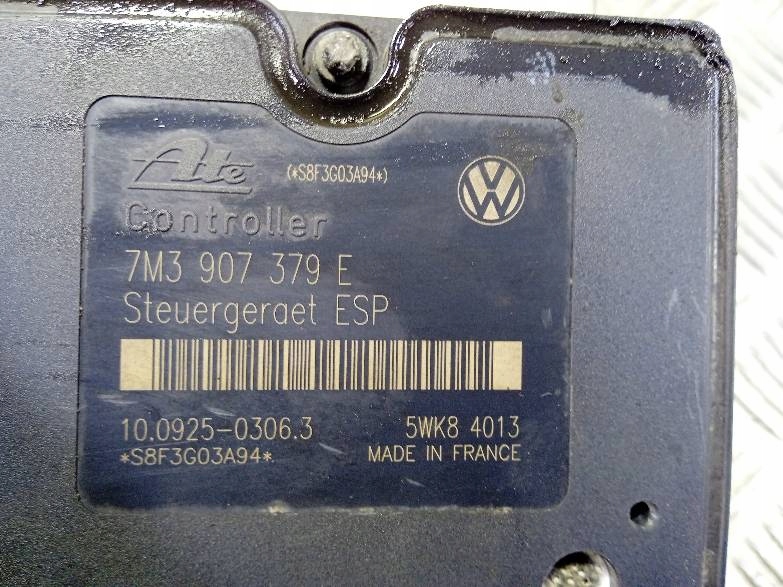 Ate (*S8F3G03A94*)
Controller
7M3 907 379 E
Steuergeraet ESP
10.0925-0306.3 5WK8 4013
*S8F3G03A94* MADE IN FRANCE